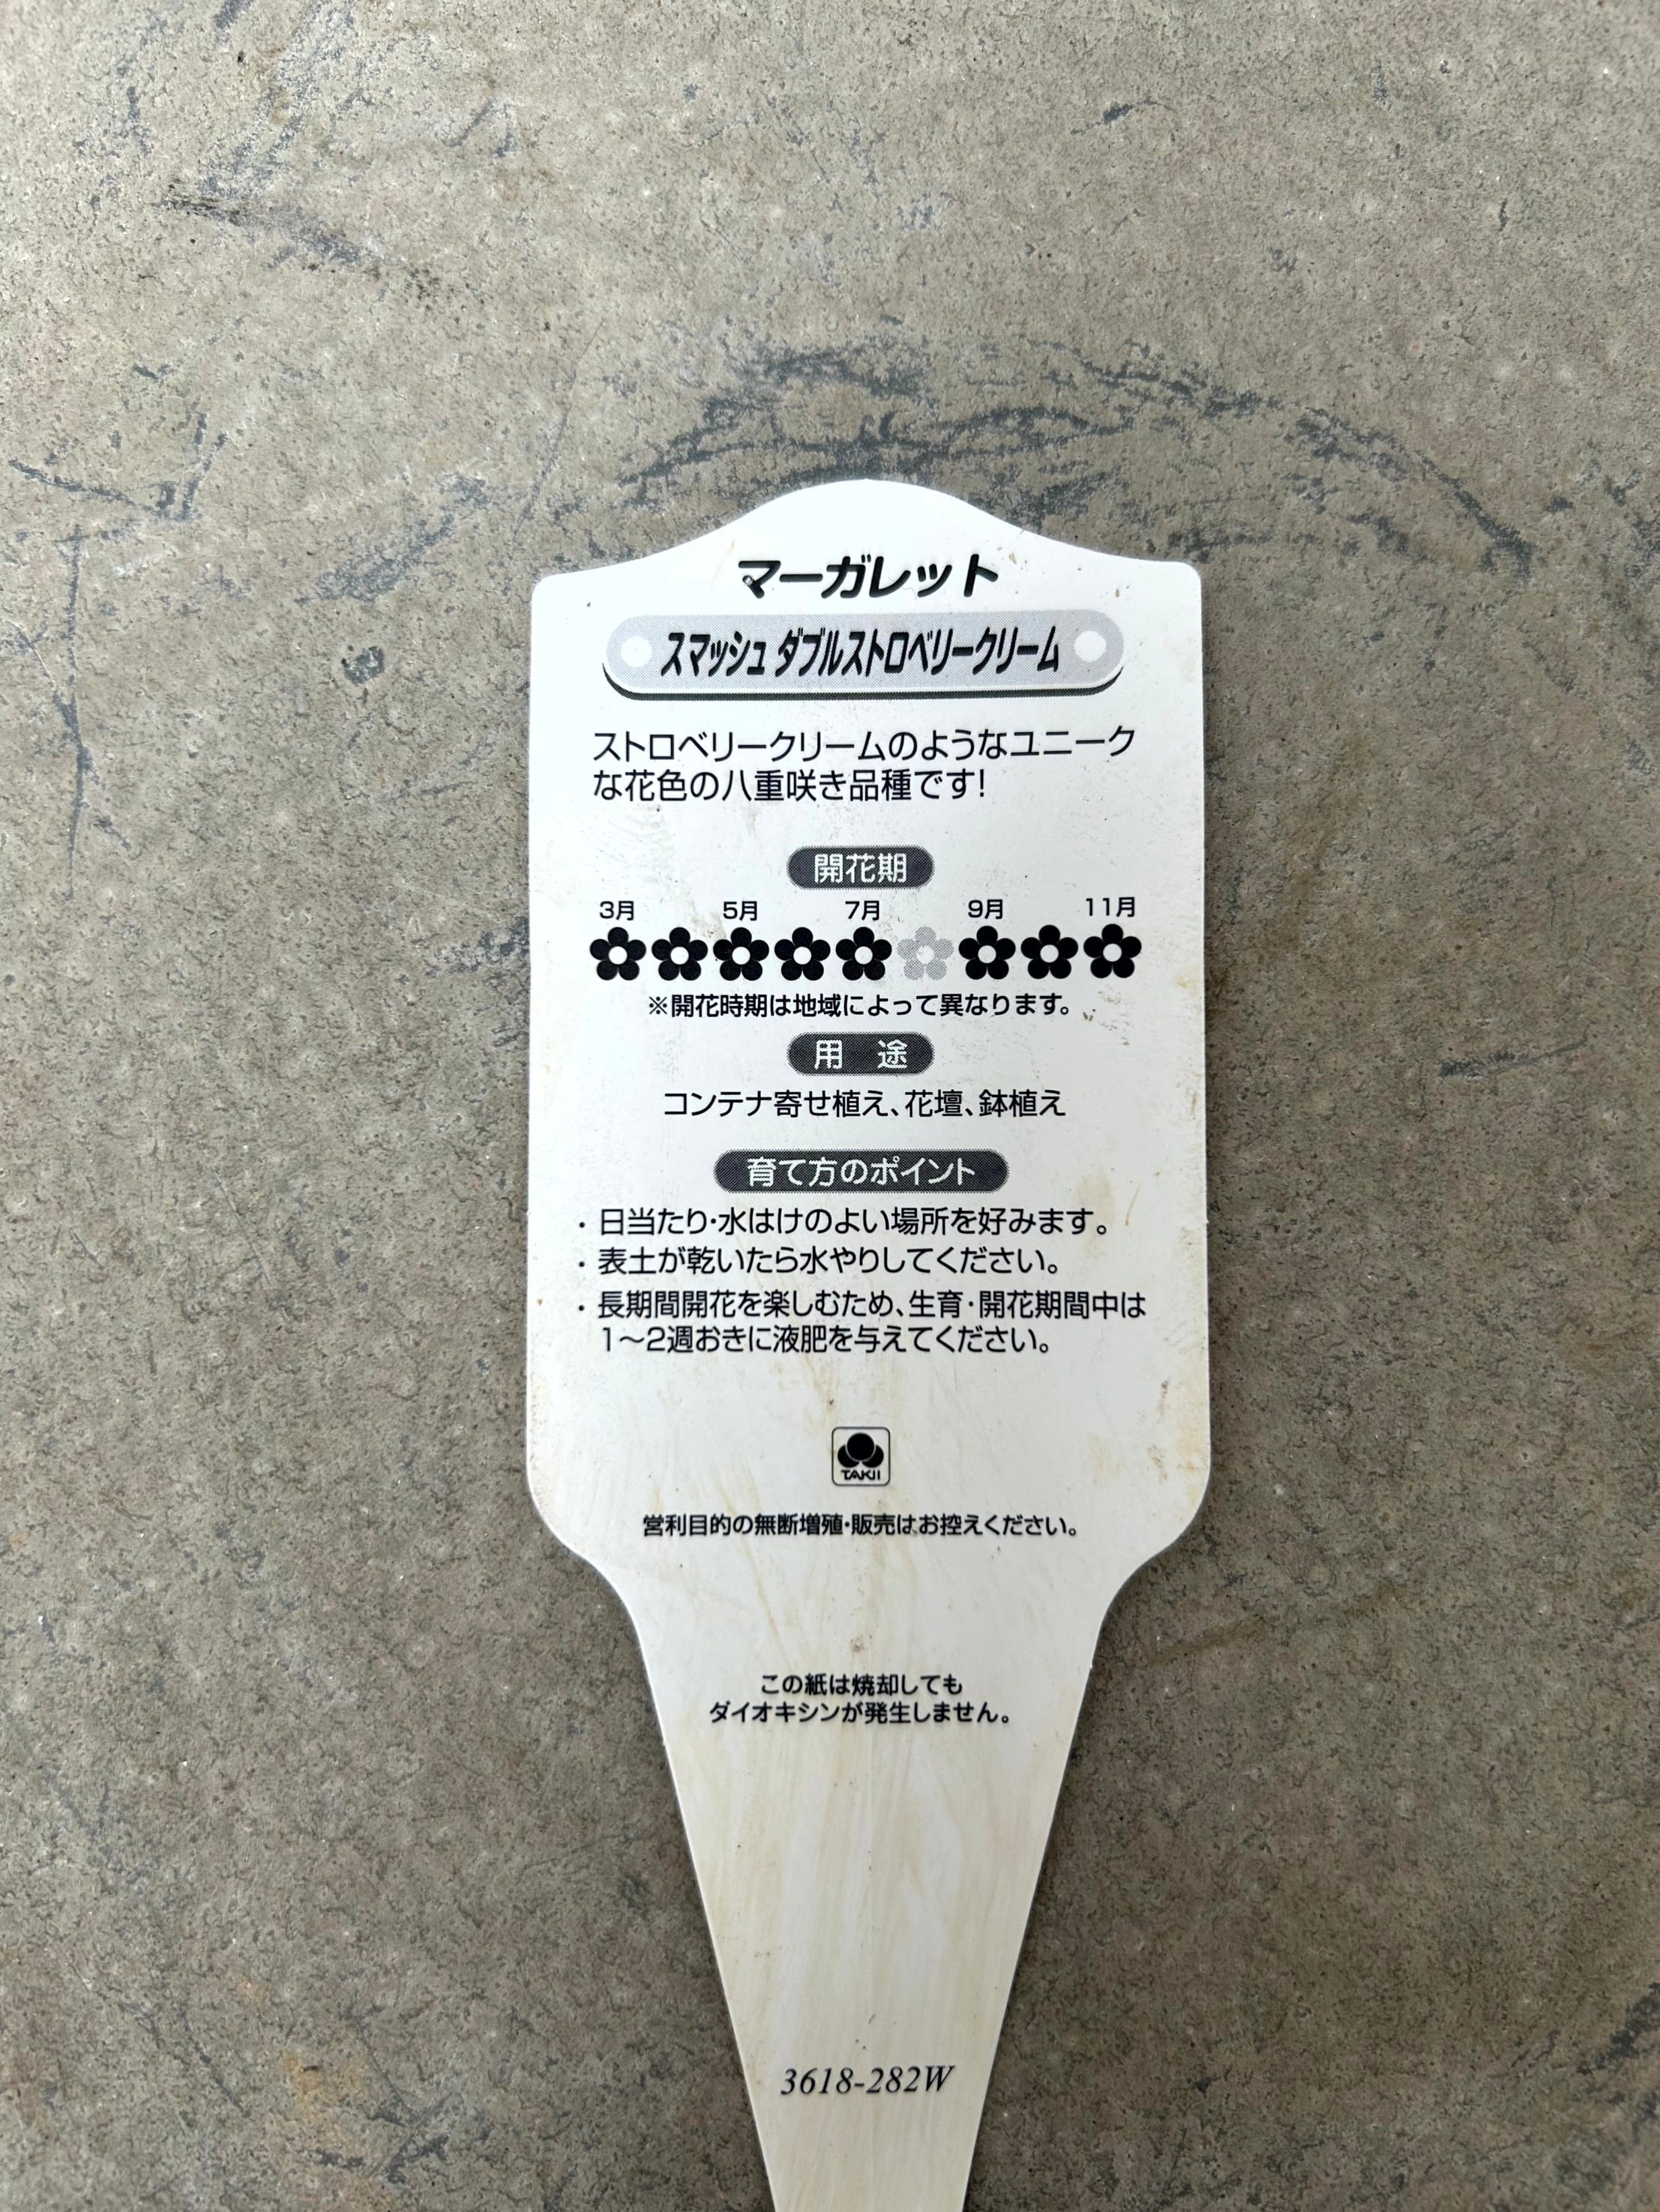 マーガレット
スマッシュ ダブルストロベリークリーム
ストロベリークリームのようなユニーク
な花色の八重咲き品種です!
開花期
3月 5月 7月 9月 11月
※開花時期は地域によって異なります。
用 途
コンテナ寄せ植え、花壇、鉢植え
育て方のポイント
・日当たり・水はけのよい場所を好みます。
・表土が乾いたら水やりしてください。
・長期間開花を楽しむため、生育・開花期間中は
1〜2週おきに液肥を与えてください。
TAKII
営利目的の無断増殖・販売はお控えください。
この紙は焼却しても
ダイオキシンが発生しません。
3618-282W